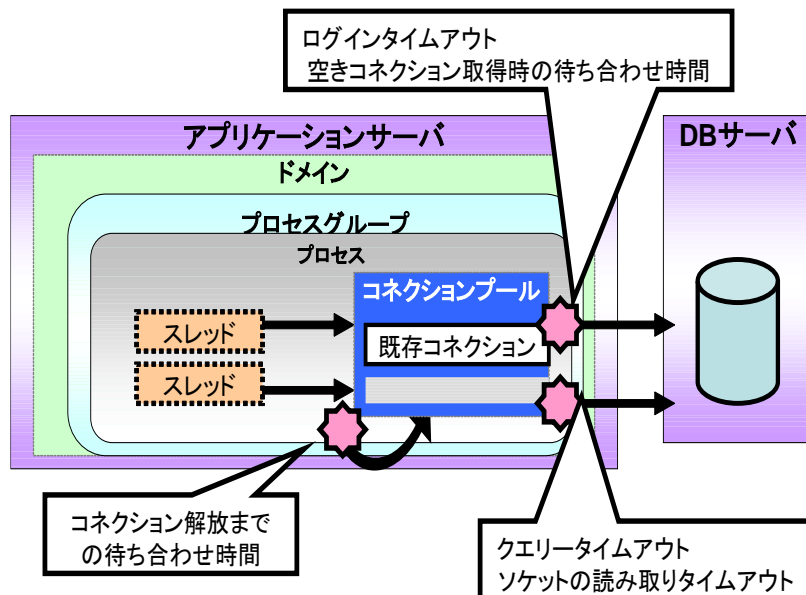 ログインタイムアウト
空きコネクション取得時の待ち合わせ時間
アプリケーションサーバ
DBサーバ
ドメイン
プロセスグループ
プロセス
コネクションプール
スレッド
既存コネクション
スレッド
コネクション解放まで
の待ち合わせ時間
クエリータイムアウト
ソケットの読み取りタイムアウト